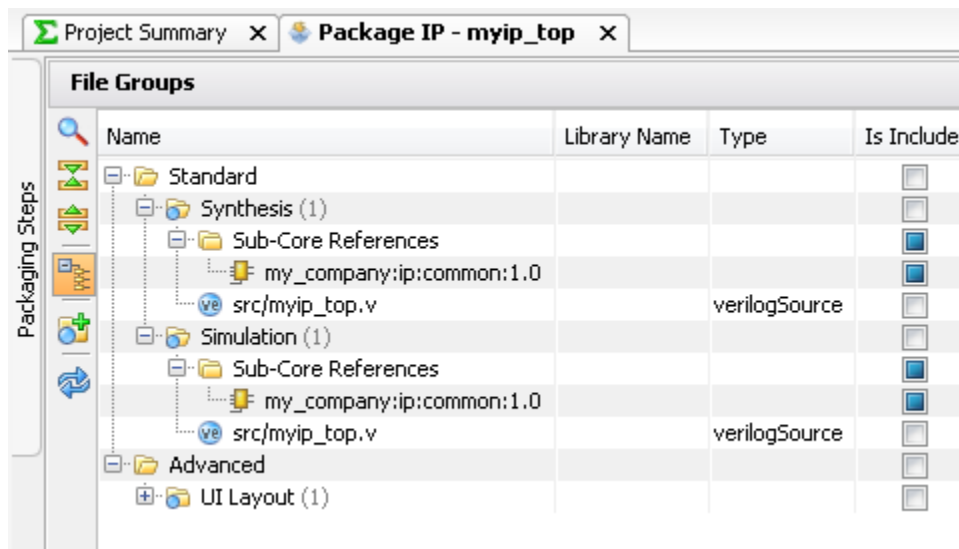 Project Summary
Package IP - myip_top
Packaging Steps
File Groups
Name Library Name Type Is Include
Standard
Synthesis (1)
Sub-Core References
my_company:ip:common:1.0
src/myip_top.v verilogSource
Simulation (1)
Sub-Core References
my_company:ip:common:1.0
src/myip_top.v verilogSource
Advanced
UI Layout (1)